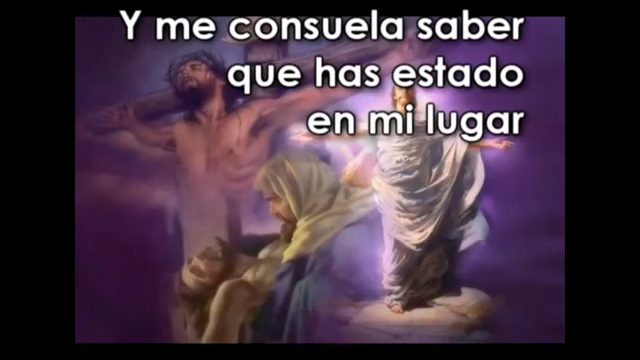 Y me consuela saber
que has estado
en mi lugar